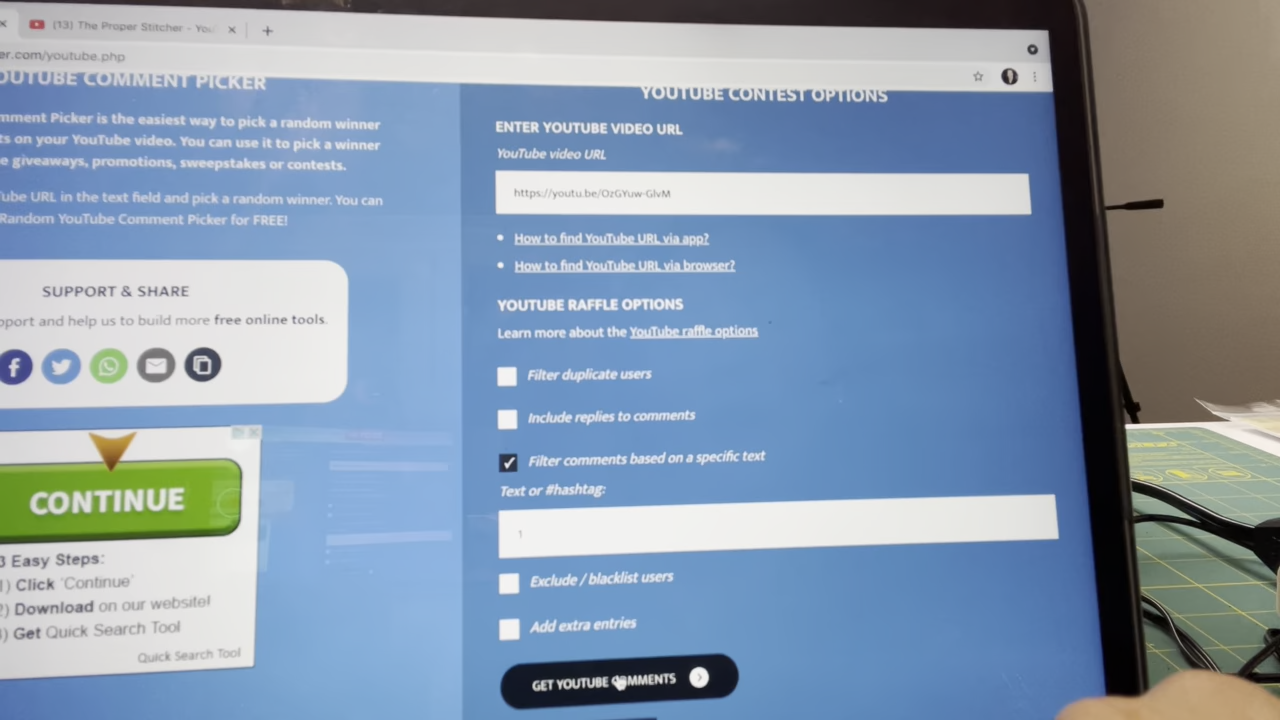 (13) The Proper Stitcher - You
er.com/youtube.php
OUTUBE COMMENT PICKER
mment Picker is the easiest way to pick a random winner
ts on your YouTube video. You can use it to pick a winner
e giveaways, promotions, sweepstakes or contests.
ube URL in the text field and pick a random winner. You can
Random YouTube Comment Picker for FREE!
SUPPORT & SHARE
pport and help us to build more free online tools.
CONTINUE
3 Easy Steps:
1) Click 'Continue'
2) Download on our website!
3) Get Quick Search Tool
Quick Search Tool
YOUTUBE CONTEST OPTIONS
ENTER YOUTUBE VIDEO URL
YouTube video URL
https://youtu.be/OzGYuw-GlvM
How to find YouTube URL via app?
How to find YouTube URL via browser?
YOUTUBE RAFFLE OPTIONS
Learn more about the YouTube raffle options
Filter duplicate users
Include replies to comments
Filter comments based on a specific text
Text or #hashtag:
1
Exclude / blacklist users
Add extra entries
GET YOUTUBE COMMENTS